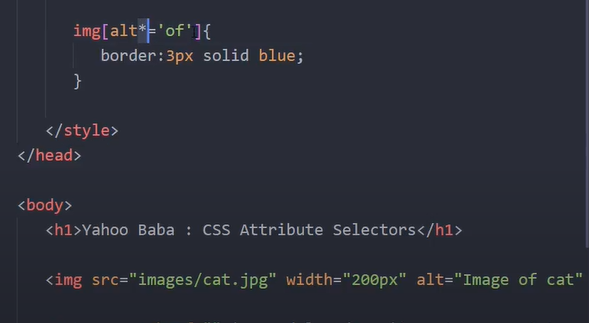 img[alt*='of']{
border:3px solid blue;
}
</style>
</head>
<body>
<h1>Yahoo Baba : CSS Attribute Selectors</h1>
<img src="images/cat.jpg" width="200px" alt="Image of cat"